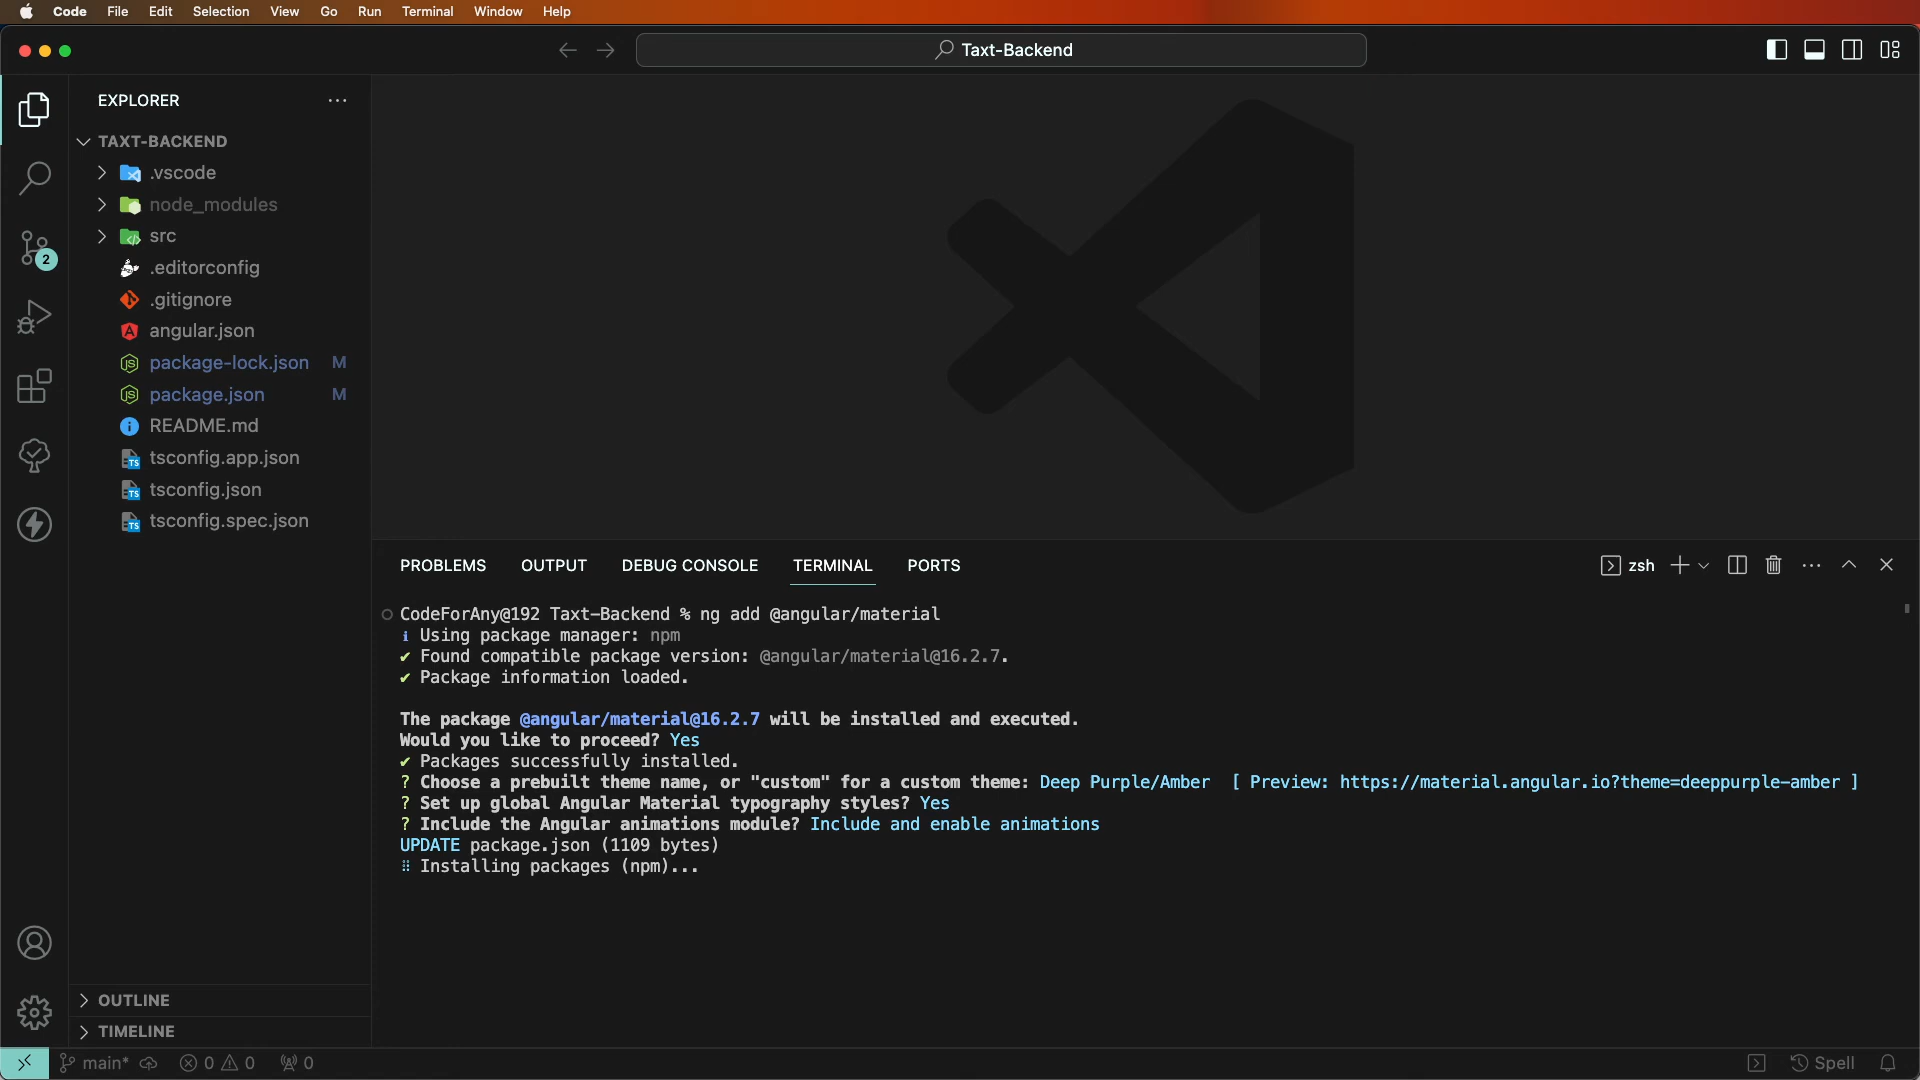 Code File Edit Selection View Go Run Terminal Window Help
Taxt-Backend
EXPLORER
TAXT-BACKEND
.vscode
node_modules
src
.editorconfig
.gitignore
angular.json
package-lock.json M
package.json M
README.md
tsconfig.app.json
tsconfig.json
tsconfig.spec.json
2
PROBLEMS OUTPUT DEBUG CONSOLE TERMINAL PORTS
zsh
CodeForAny@192 Taxt-Backend % ng add @angular/material
ℹ Using package manager: npm
✔ Found compatible package version: @angular/material@16.2.7.
✔ Package information loaded.
The package @angular/material@16.2.7 will be installed and executed.
Would you like to proceed? Yes
✔ Packages successfully installed.
? Choose a prebuilt theme name, or "custom" for a custom theme: Deep Purple/Amber [ Preview: https://material.angular.io?theme=deeppurple-amber ]
? Set up global Angular Material typography styles? Yes
? Include the Angular animations module? Include and enable animations
UPDATE package.json (1109 bytes)
⠿ Installing packages (npm)...
OUTLINE
TIMELINE
main* 0 0 0
Spell